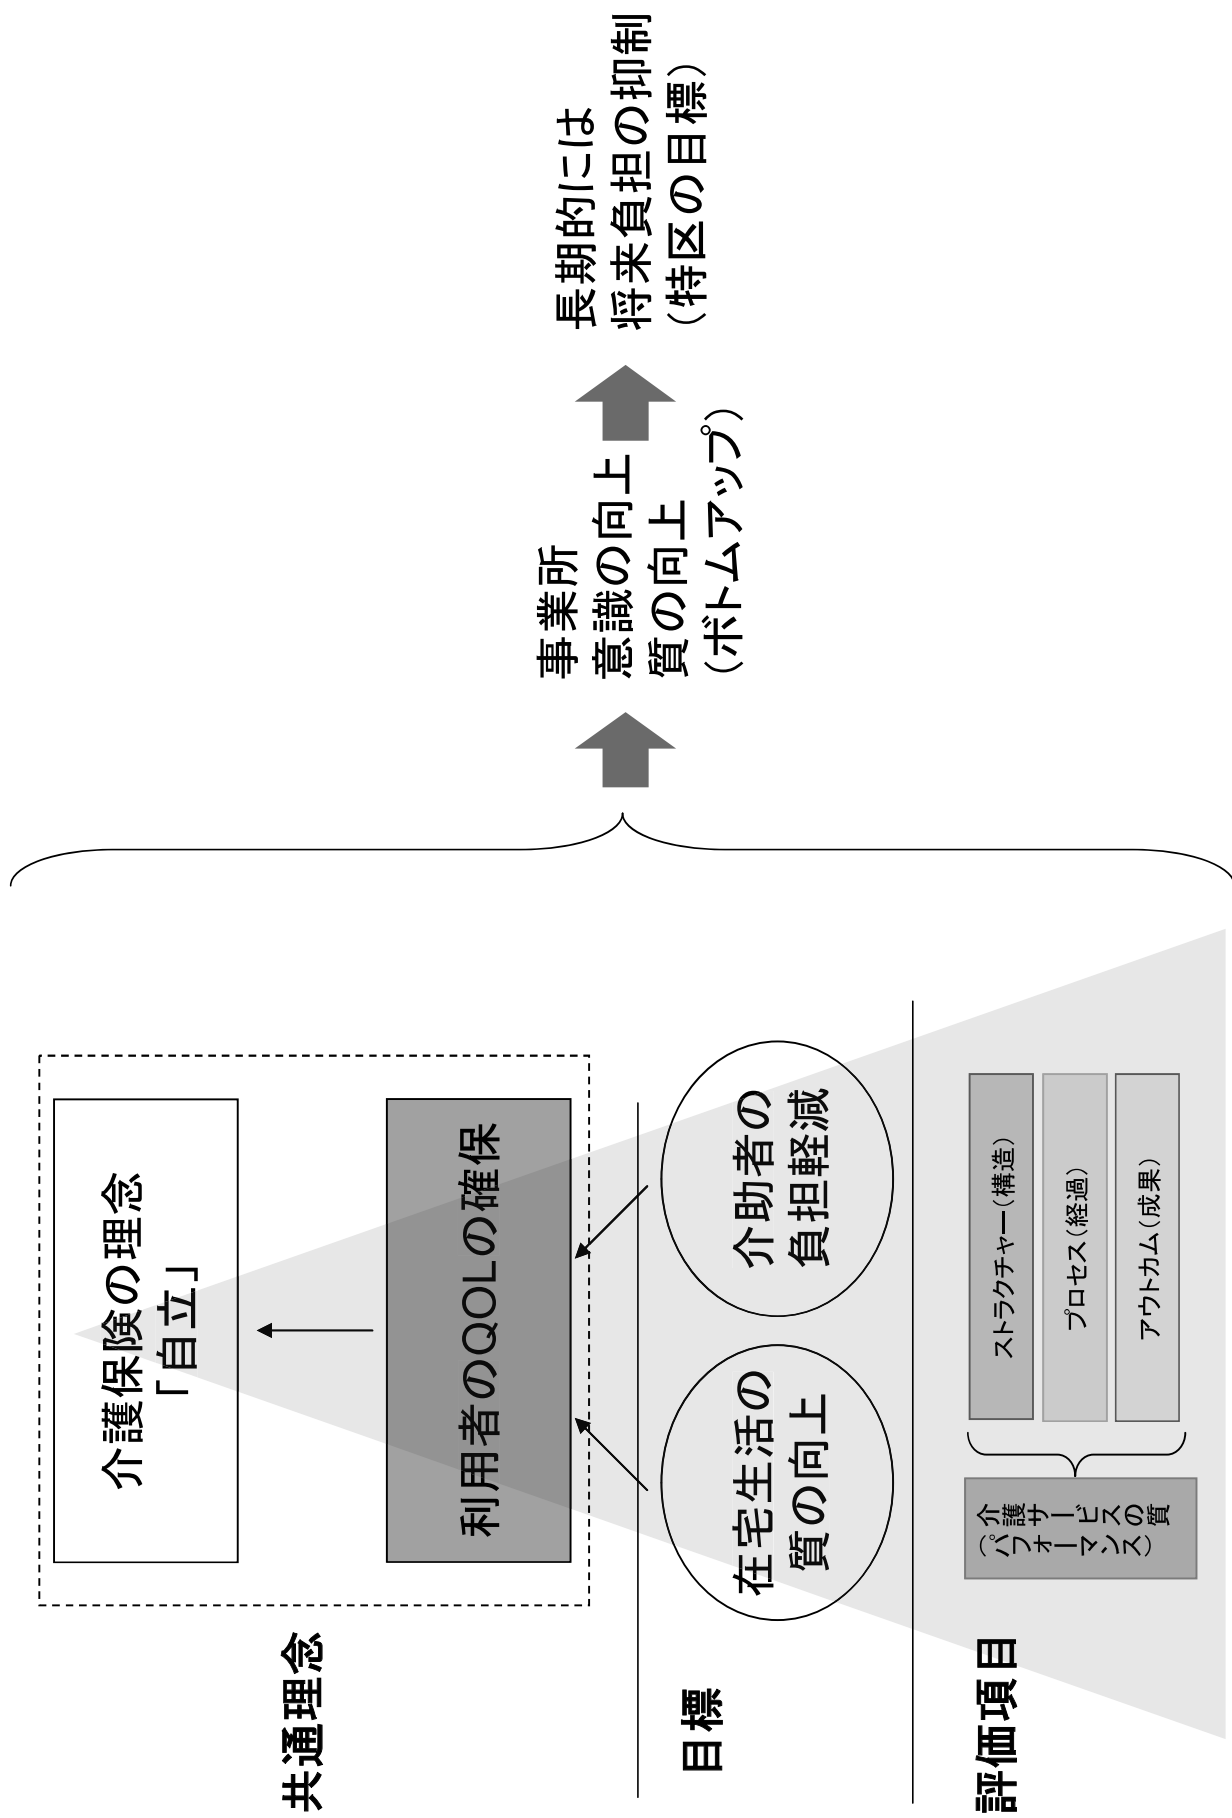 共通理念
介護保険の理念
「自立」
利用者のQOLの確保
目標
在宅生活の
質の向上
介助者の
負担軽減
評価項目
介護サービスの質
(パフォーマンス)
ストラクチャー(構造)
プロセス(経過)
アウトカム(成果)
事業所
意識の向上
質の向上
(ボトムアップ)
長期的には
将来負担の抑制
(特区の目標)